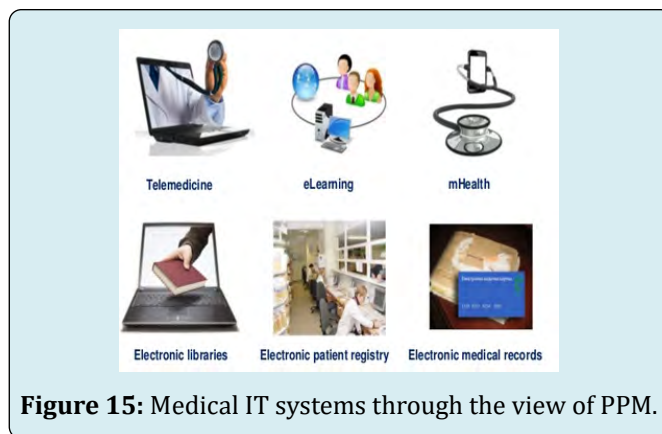 Telemedicine
eLearning
mHealth
Electronic libraries
Electronic patient registry
Electronic medical records
Figure 15: Medical IT systems through the view of PPM.